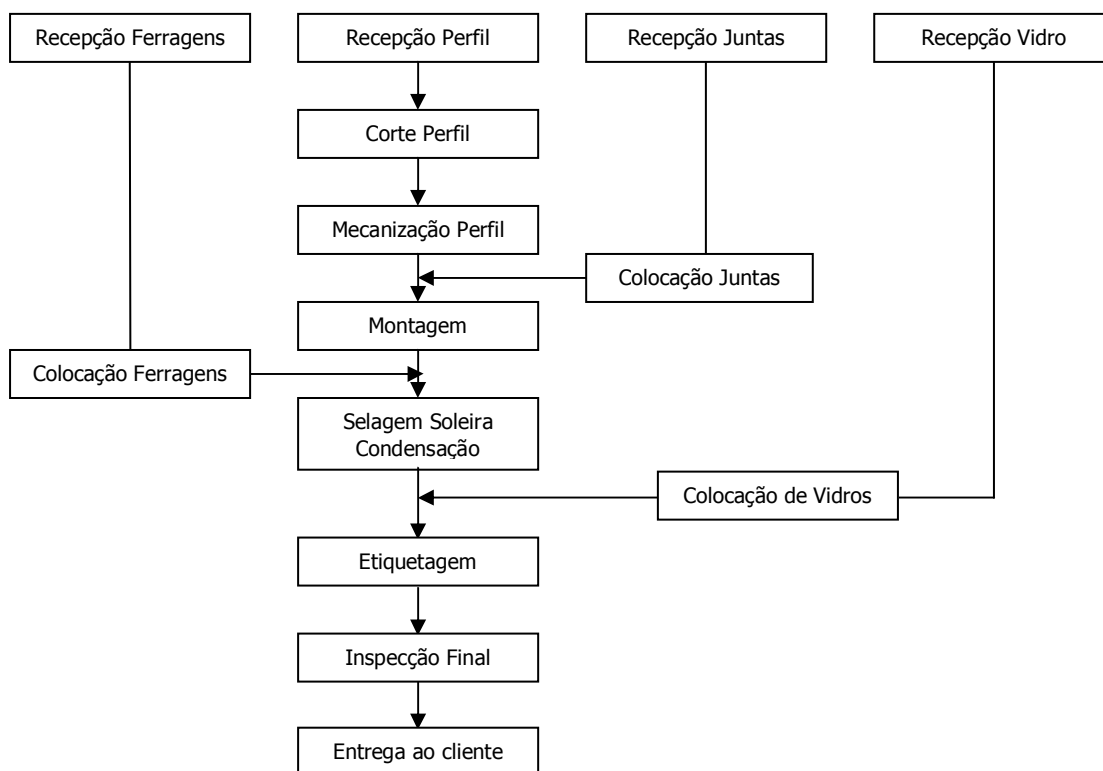 Recepção Ferragens
Recepção Perfil
Recepção Juntas
Recepção Vidro
Corte Perfil
Mecanização Perfil
Colocação Juntas
Montagem
Colocação Ferragens
Selagem Soleira
Condensação
Colocação de Vidros
Etiquetagem
Inspecção Final
Entrega ao cliente